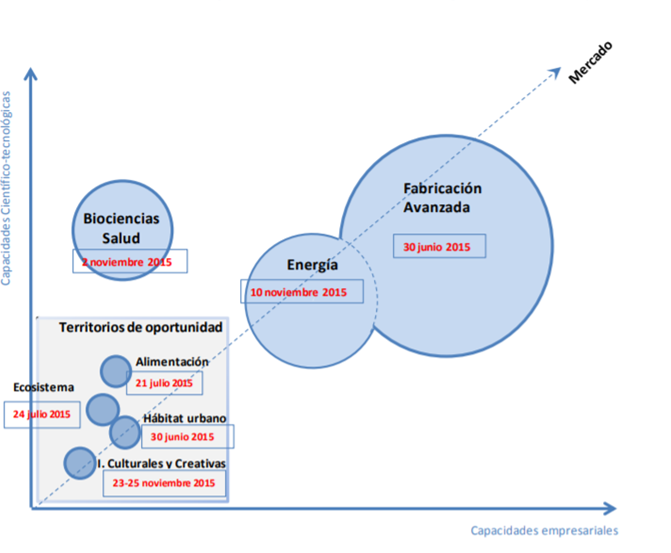 Mercado
Capacidades Científico-tecnológicas
Fabricación
Avanzada
30 junio 2015
Biociencias
Salud
2 noviembre 2015
Energía
10 noviembre 2015
Territorios de oportunidad
Alimentación
21 julio 2015
Ecosistema
24 julio 2015
Hábitat urbano
30 junio 2015
I. Culturales y Creativas
23-25 noviembre 2015
Capacidades empresariales